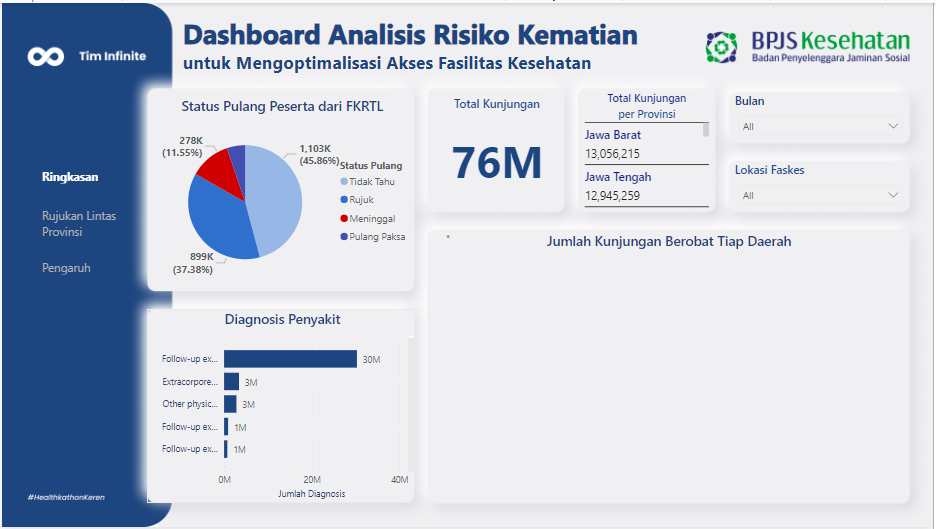 Tim Infinite
Dashboard Analisis Risiko Kematian
untuk Mengoptimalisasi Akses Fasilitas Kesehatan
BPJS Kesehatan
Badan Penyelenggara Jaminan Sosial
Ringkasan
Rujukan Lintas
Provinsi
Pengaruh
#HealthkathonKeren
Status Pulang Peserta dari FKRTL
278K
(11.55%)
1,103K
(45.86%)
899K
(37.38%)
Status Pulang
Tidak Tahu
Rujuk
Meninggal
Pulang Paksa
Total Kunjungan
76M
Total Kunjungan
per Provinsi
Jawa Barat
13,056,215
Jawa Tengah
12,945,259
Bulan
All
Lokasi Faskes
All
Diagnosis Penyakit
Follow-up ex... 30M
Extracorpore... 3M
Other physic... 3M
Follow-up ex... 1M
Follow-up ex... 1M
0M 20M 40M
Jumlah Diagnosis
Jumlah Kunjungan Berobat Tiap Daerah